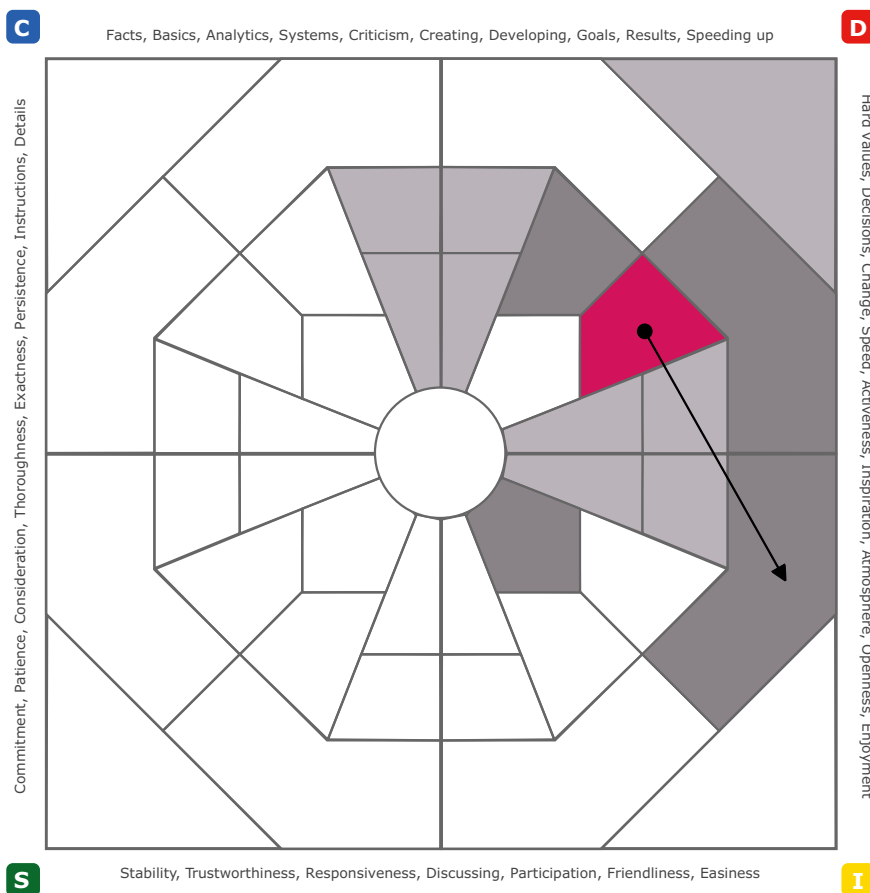 C
Facts, Basics, Analytics, Systems, Criticism, Creating, Developing, Goals, Results, Speeding up
D
Commitment, Patience, Consideration, Thoroughness, Exactness, Persistence, Instructions, Details
Hard values, Decisions, Change, Speed, Activeness, Inspiration, Atmosphere, Openness, Enjoyment
S
Stability, Trustworthiness, Responsiveness, Discussing, Participation, Friendliness, Easiness
I